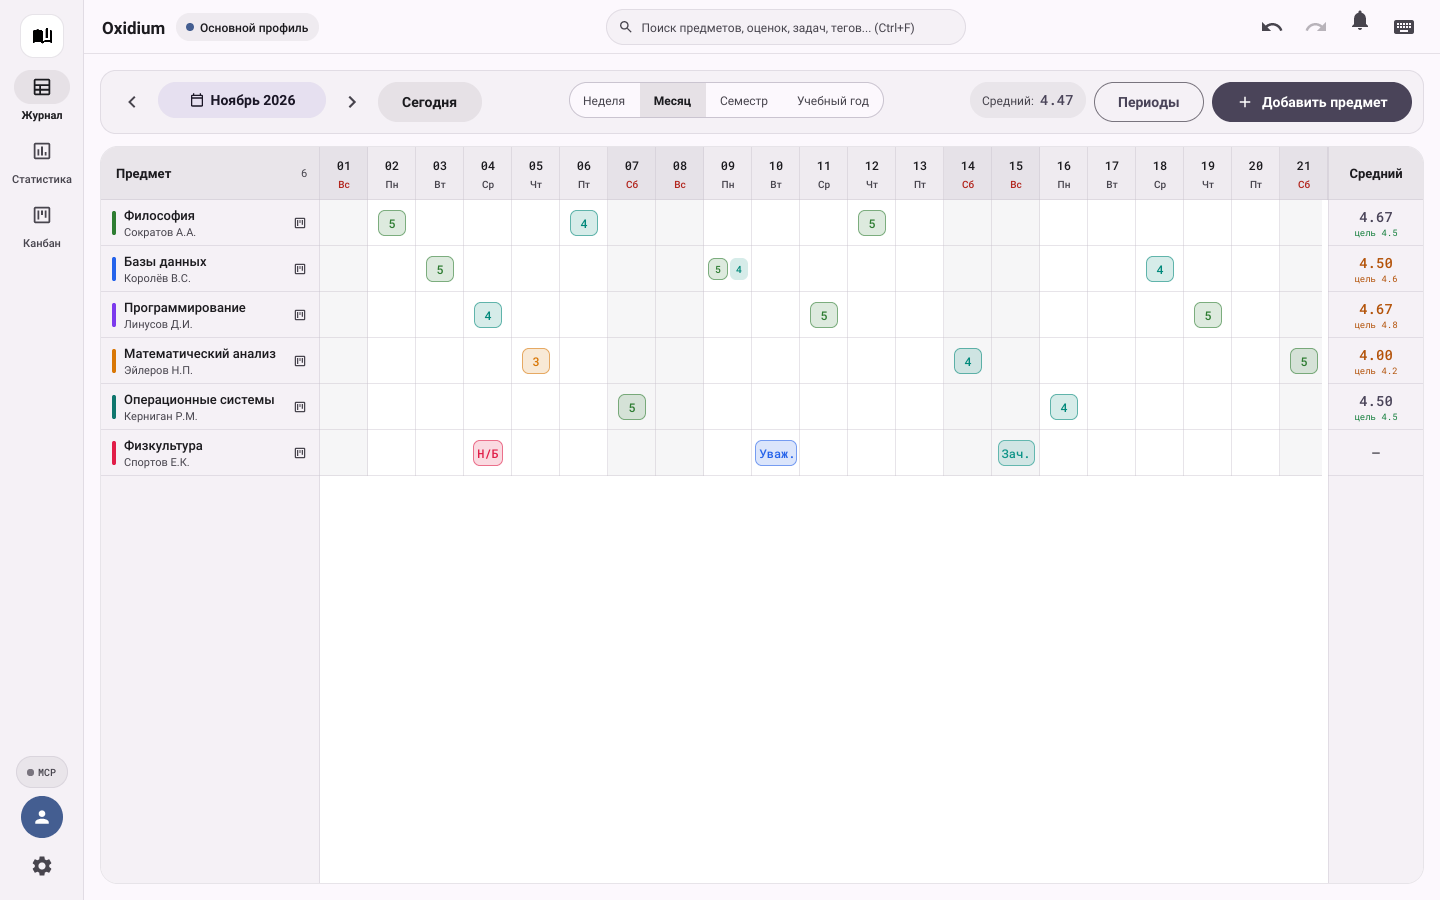 Oxidium
Основной профиль
Поиск предметов, оценок, задач, тегов... (Ctrl+F)
Журнал
Статистика
Канбан
MCP
Ноябрь 2026
Сегодня
Неделя
Месяц
Семестр
Учебный год
Средний: 4.47
Периоды
Добавить предмет
Предмет 6
01 02 03 04 05 06 07 08 09 10 11 12 13 14 15 16 17 18 19 20 21
Вс Пн Вт Ср Чт Пт Сб Вс Пн Вт Ср Чт Пт Сб Вс Пн Вт Ср Чт Пт Сб
Средний
Философия
Сократов А.А.
5 4 5
4.67
цель 4.5
Базы данных
Королёв В.С.
5 5 4 4
4.50
цель 4.6
Программирование
Линусов Д.И.
4 5 5
4.67
цель 4.8
Математический анализ
Эйлеров Н.П.
3 4 5
4.00
цель 4.2
Операционные системы
Керниган Р.М.
5 4
4.50
цель 4.5
Физкультура
Спортов Е.К.
Н/Б Уваж. Зач.
–